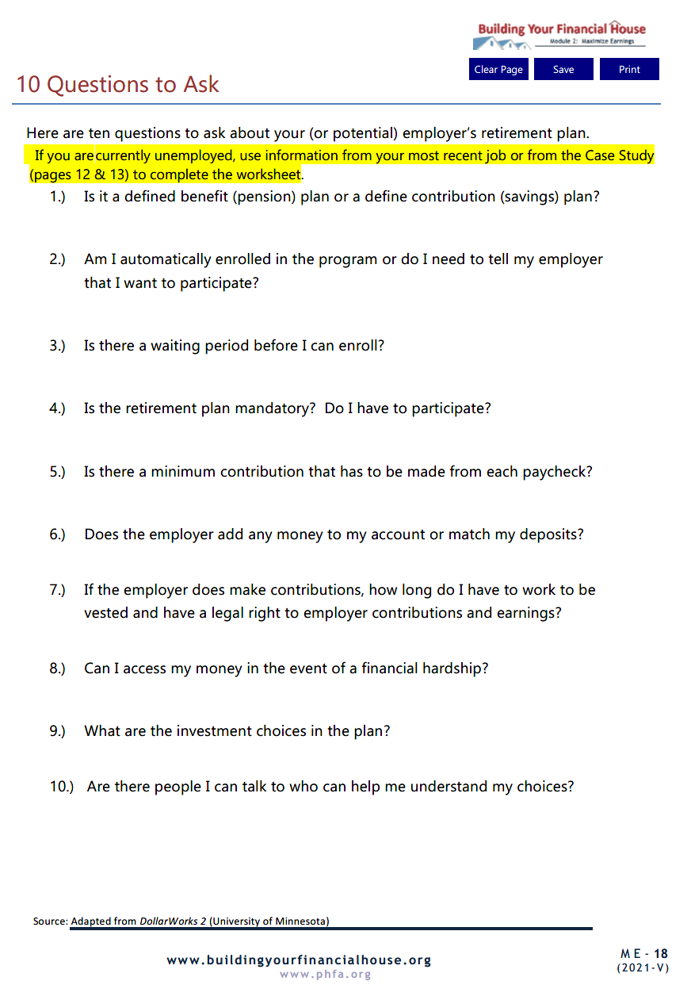 Building Your Financial House
Module 2: Maximize Earnings
Clear Page Save Print
10 Questions to Ask
Here are ten questions to ask about your (or potential) employer’s retirement plan.
If you are currently unemployed, use information from your most recent job or from the Case Study
(pages 12 & 13) to complete the worksheet.
1.) Is it a defined benefit (pension) plan or a define contribution (savings) plan?
2.) Am I automatically enrolled in the program or do I need to tell my employer
that I want to participate?
3.) Is there a waiting period before I can enroll?
4.) Is the retirement plan mandatory? Do I have to participate?
5.) Is there a minimum contribution that has to be made from each paycheck?
6.) Does the employer add any money to my account or match my deposits?
7.) If the employer does make contributions, how long do I have to work to be
vested and have a legal right to employer contributions and earnings?
8.) Can I access my money in the event of a financial hardship?
9.) What are the investment choices in the plan?
10.) Are there people I can talk to who can help me understand my choices?
Source: Adapted from DollarWorks 2 (University of Minnesota)
www.buildingyourfinancialhouse.org
www.phfa.org
ME-18
(2021-V)